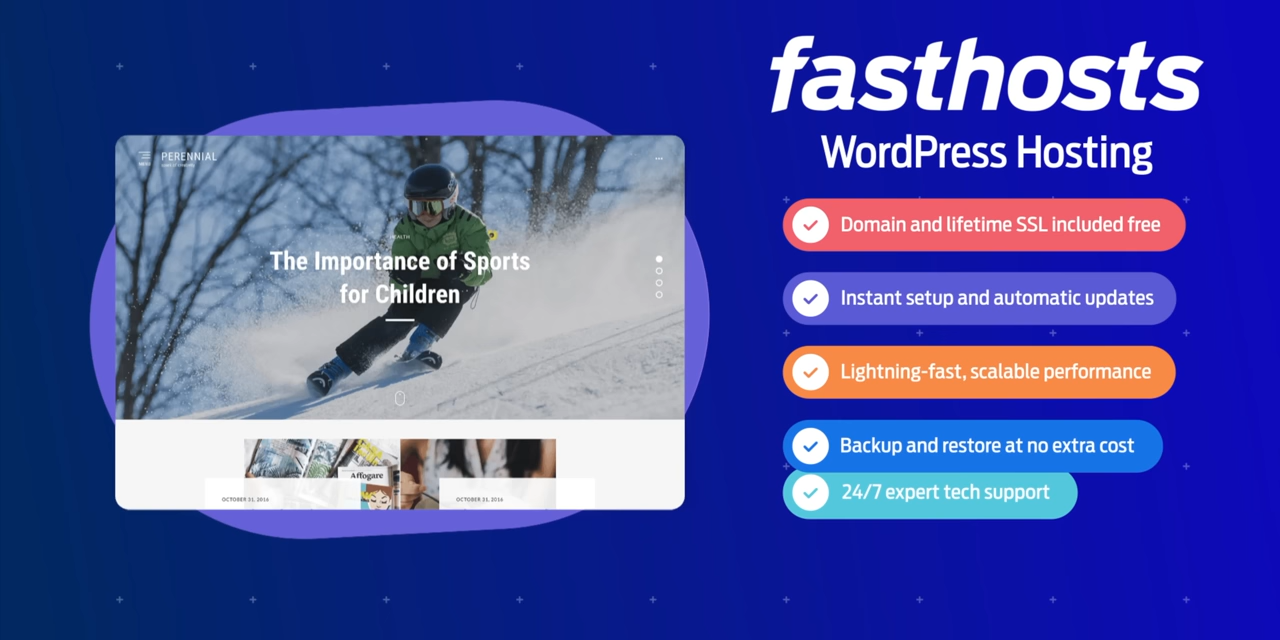 fasthosts
WordPress Hosting
Domain and lifetime SSL included free
Instant setup and automatic updates
Lightning-fast, scalable performance
Backup and restore at no extra cost
24/7 expert tech support
MENU
PERENNIAL
The Importance of Sports
for Children
Affogare
OCTOBER 31, 2016
OCTOBER 31, 2016